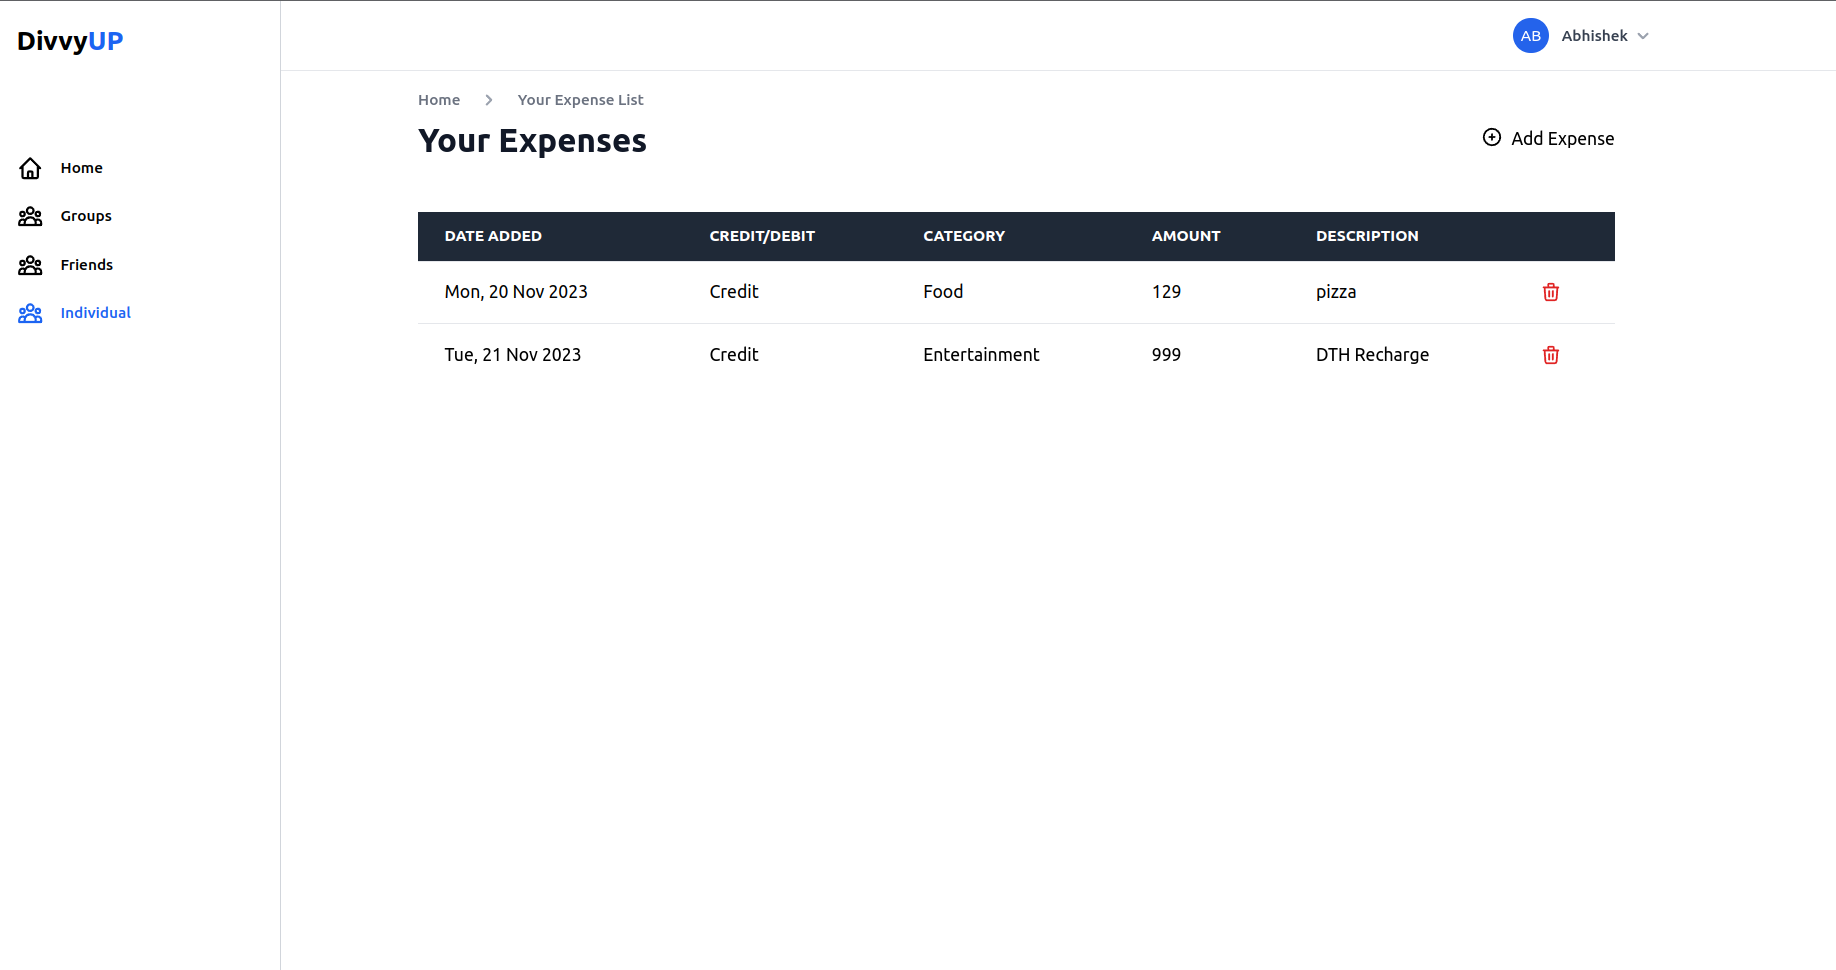 DivvyUP
AB Abhishek
Home
Groups
Friends
Individual
Home > Your Expense List
Your Expenses
Add Expense
DATE ADDED CREDIT/DEBIT CATEGORY AMOUNT DESCRIPTION
Mon, 20 Nov 2023 Credit Food 129 pizza
Tue, 21 Nov 2023 Credit Entertainment 999 DTH Recharge